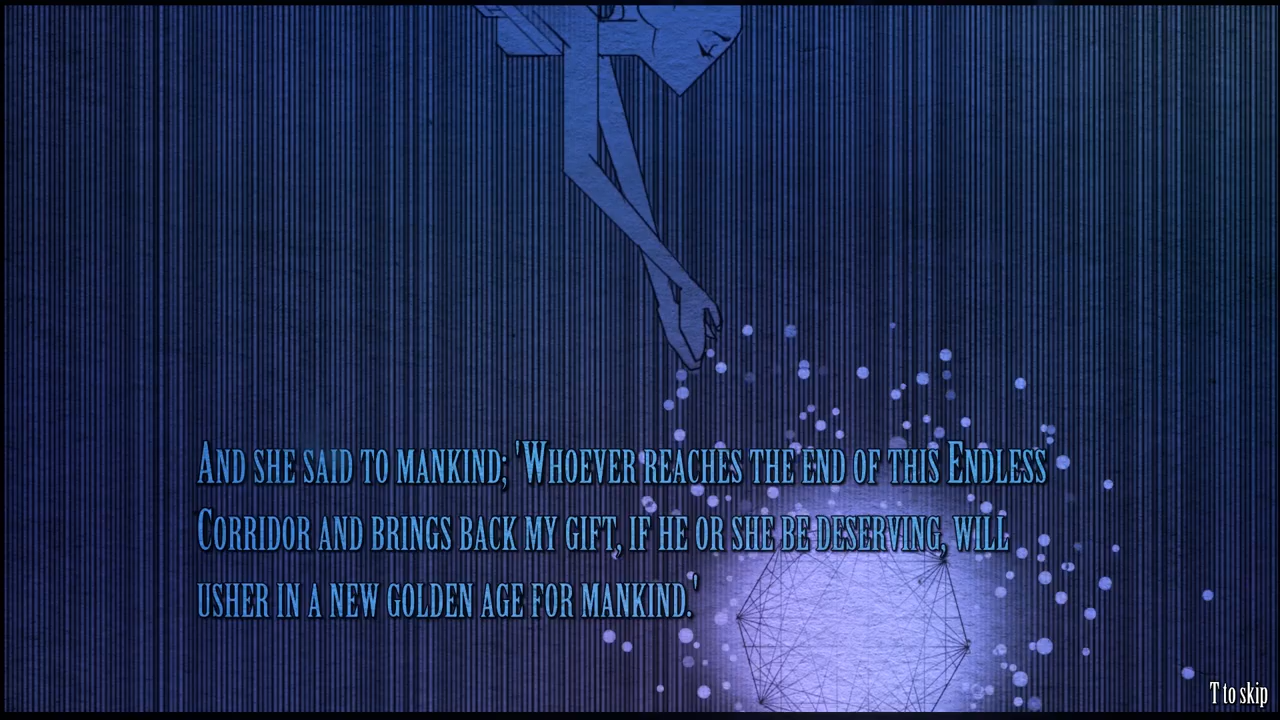 And she said to mankind; 'Whoever reaches the end of this Endless
Corridor and brings back my gift, if he or she be deserving, will
usher in a new golden age for mankind.'
T to skip